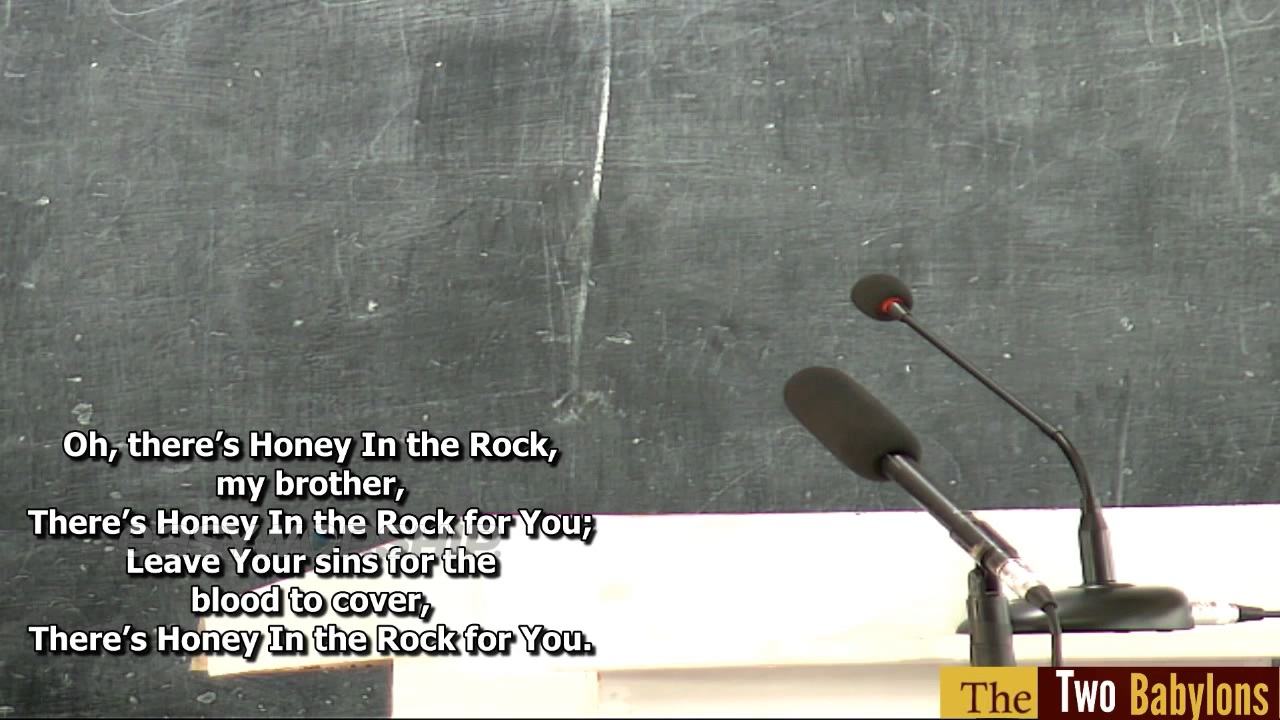 Oh, there’s Honey In the Rock,
my brother,
There’s Honey In the Rock for You;
Leave Your sins for the
blood to cover,
There’s Honey In the Rock for You.
The Two Babylons